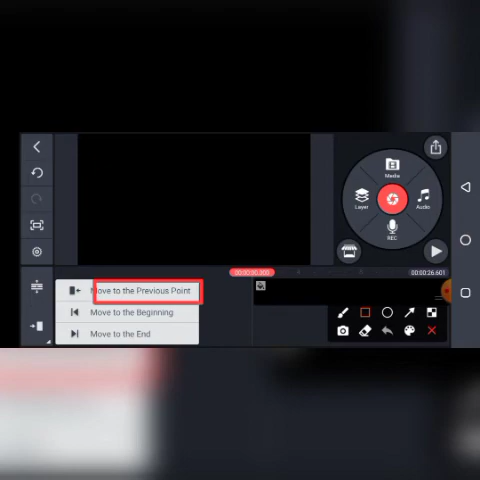 Media
Layer
Audio
REC
00:00:00.000
00:00:26.601
Move to the Previous Point
Move to the Beginning
Move to the End